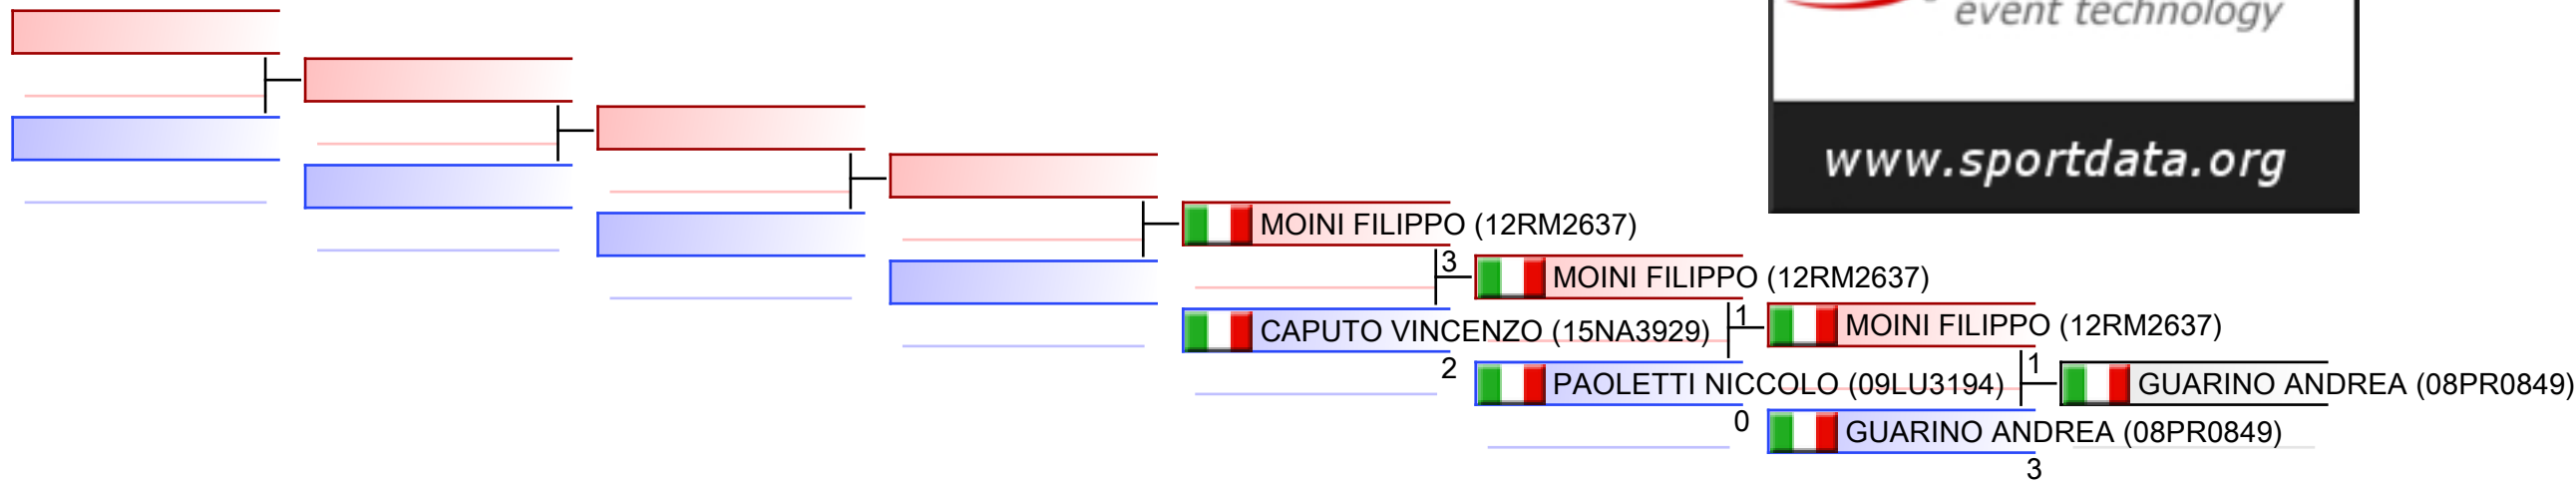 event technology
www.sportdata.org
MOINI FILIPPO (12RM2637)
3
MOINI FILIPPO (12RM2637)
CAPUTO VINCENZO (15NA3929)
1
MOINI FILIPPO (12RM2637)
2
PAOLETTI NICCOLO (09LU3194)
1
GUARINO ANDREA (08PR0849)
0
GUARINO ANDREA (08PR0849)
3